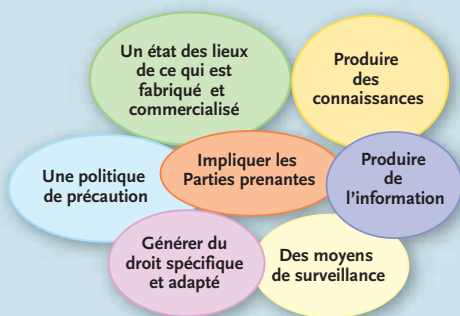 Un état des lieux
de ce qui est
fabriqué et
commercialisé
Produire
des
connaissances
Une politique
de précaution
Impliquer les
Parties prenantes
Produire
de
l'information
Générer du
droit spécifique
et adapté
Des moyens
de surveillance